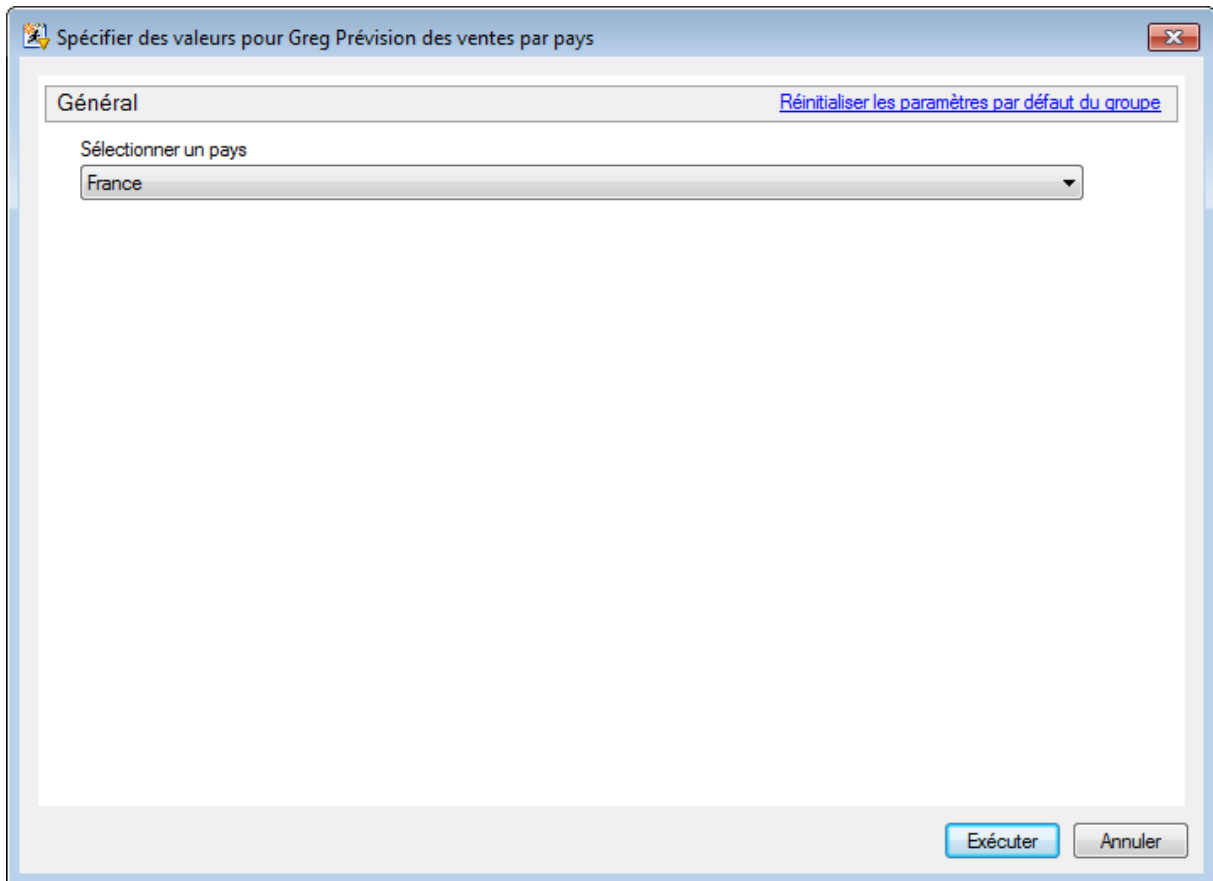 Spécifier des valeurs pour Greg Prévision des ventes par pays
Général Réinitialiser les paramètres par défaut du groupe
Sélectionner un pays
France
Exécuter Annuler